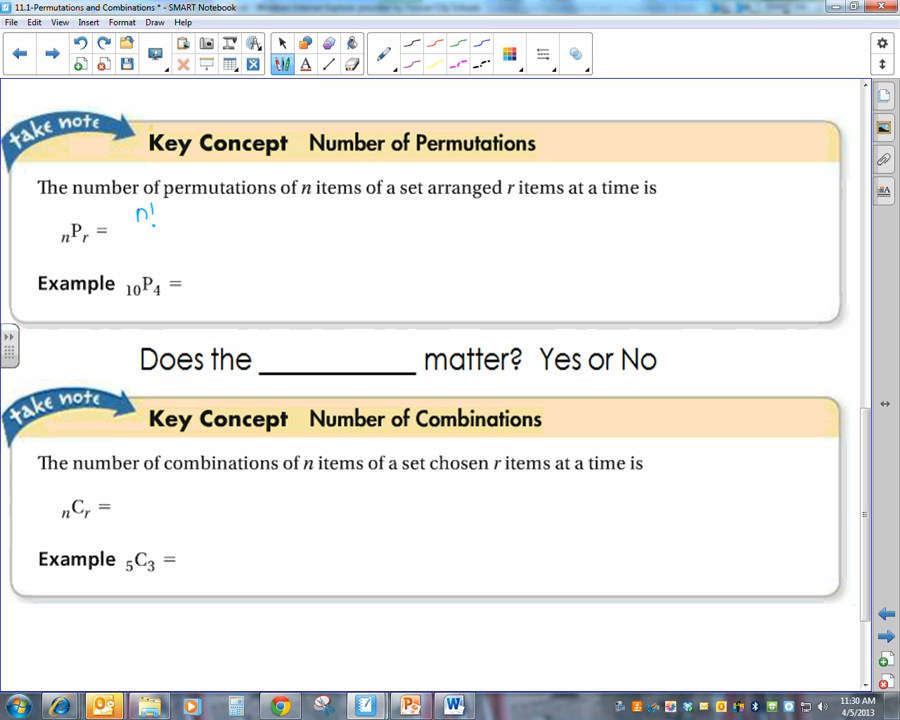 11.1-Permutations and Combinations * - SMART Notebook
File Edit View Insert Format Draw Help
take note
Key Concept Number of Permutations
The number of permutations of n items of a set arranged r items at a time is
n!
nPr =
Example 10P4 =
Does the ___________ matter? Yes or No
take note
Key Concept Number of Combinations
The number of combinations of n items of a set chosen r items at a time is
nCr =
Example 5C3 =
11:30 AM
4/5/2013